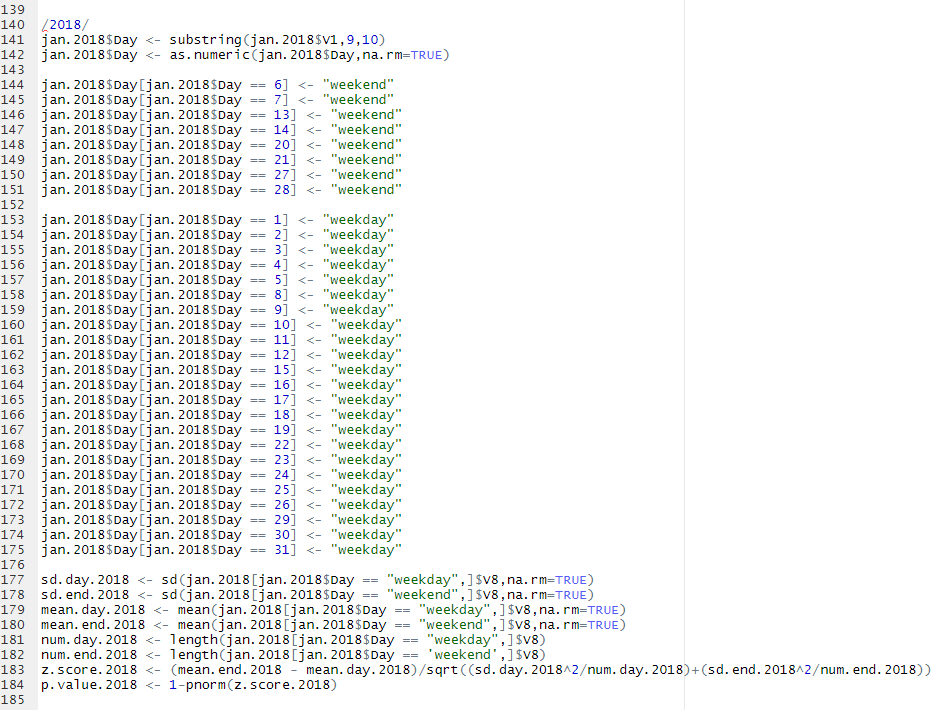 139
140 /2018/
141 jan.2018$Day <- substring(jan.2018$V1,9,10)
142 jan.2018$Day <- as.numeric(jan.2018$Day,na.rm=TRUE)
143
144 jan.2018$Day[jan.2018$Day == 6] <- "weekend"
145 jan.2018$Day[jan.2018$Day == 7] <- "weekend"
146 jan.2018$Day[jan.2018$Day == 13] <- "weekend"
147 jan.2018$Day[jan.2018$Day == 14] <- "weekend"
148 jan.2018$Day[jan.2018$Day == 20] <- "weekend"
149 jan.2018$Day[jan.2018$Day == 21] <- "weekend"
150 jan.2018$Day[jan.2018$Day == 27] <- "weekend"
151 jan.2018$Day[jan.2018$Day == 28] <- "weekend"
152
153 jan.2018$Day[jan.2018$Day == 1] <- "weekday"
154 jan.2018$Day[jan.2018$Day == 2] <- "weekday"
155 jan.2018$Day[jan.2018$Day == 3] <- "weekday"
156 jan.2018$Day[jan.2018$Day == 4] <- "weekday"
157 jan.2018$Day[jan.2018$Day == 5] <- "weekday"
158 jan.2018$Day[jan.2018$Day == 8] <- "weekday"
159 jan.2018$Day[jan.2018$Day == 9] <- "weekday"
160 jan.2018$Day[jan.2018$Day == 10] <- "weekday"
161 jan.2018$Day[jan.2018$Day == 11] <- "weekday"
162 jan.2018$Day[jan.2018$Day == 12] <- "weekday"
163 jan.2018$Day[jan.2018$Day == 15] <- "weekday"
164 jan.2018$Day[jan.2018$Day == 16] <- "weekday"
165 jan.2018$Day[jan.2018$Day == 17] <- "weekday"
166 jan.2018$Day[jan.2018$Day == 18] <- "weekday"
167 jan.2018$Day[jan.2018$Day == 19] <- "weekday"
168 jan.2018$Day[jan.2018$Day == 22] <- "weekday"
169 jan.2018$Day[jan.2018$Day == 23] <- "weekday"
170 jan.2018$Day[jan.2018$Day == 24] <- "weekday"
171 jan.2018$Day[jan.2018$Day == 25] <- "weekday"
172 jan.2018$Day[jan.2018$Day == 26] <- "weekday"
173 jan.2018$Day[jan.2018$Day == 29] <- "weekday"
174 jan.2018$Day[jan.2018$Day == 30] <- "weekday"
175 jan.2018$Day[jan.2018$Day == 31] <- "weekday"
176
177 sd.day.2018 <- sd(jan.2018[jan.2018$Day == "weekday",]$V8,na.rm=TRUE)
178 sd.end.2018 <- sd(jan.2018[jan.2018$Day == "weekend",]$V8,na.rm=TRUE)
179 mean.day.2018 <- mean(jan.2018[jan.2018$Day == "weekday",]$V8,na.rm=TRUE)
180 mean.end.2018 <- mean(jan.2018[jan.2018$Day == "weekend",]$V8,na.rm=TRUE)
181 num.day.2018 <- length(jan.2018[jan.2018$Day == "weekday",]$V8)
182 num.end.2018 <- length(jan.2018[jan.2018$Day == 'weekend',]$V8)
183 z.score.2018 <- (mean.end.2018 - mean.day.2018)/sqrt((sd.day.2018^2/num.day.2018)+(sd.end.2018^2/num.end.2018))
184 p.value.2018 <- 1-pnorm(z.score.2018)
185